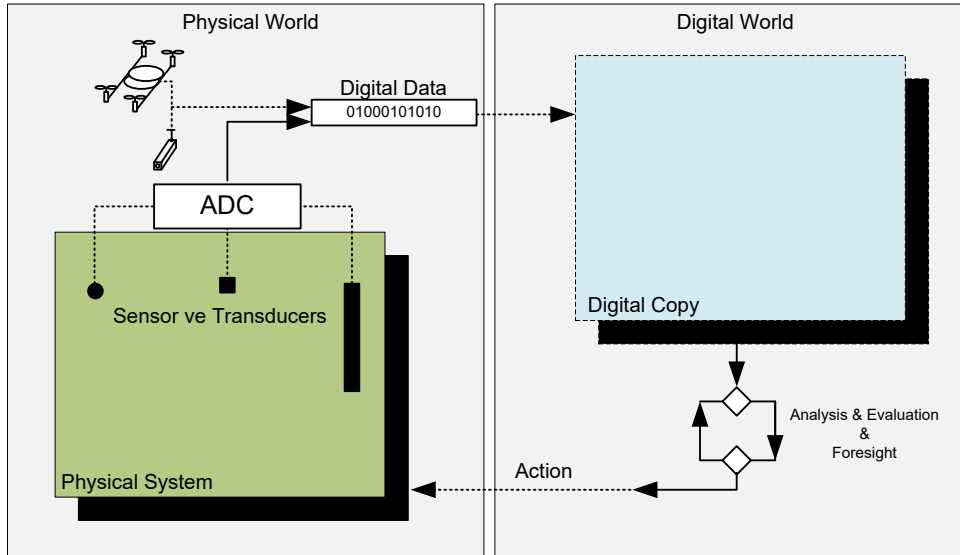 Physical World
Digital World
Digital Data
01000101010
ADC
Sensor ve Transducers
Digital Copy
Analysis & Evaluation
&
Foresight
Action
Physical System